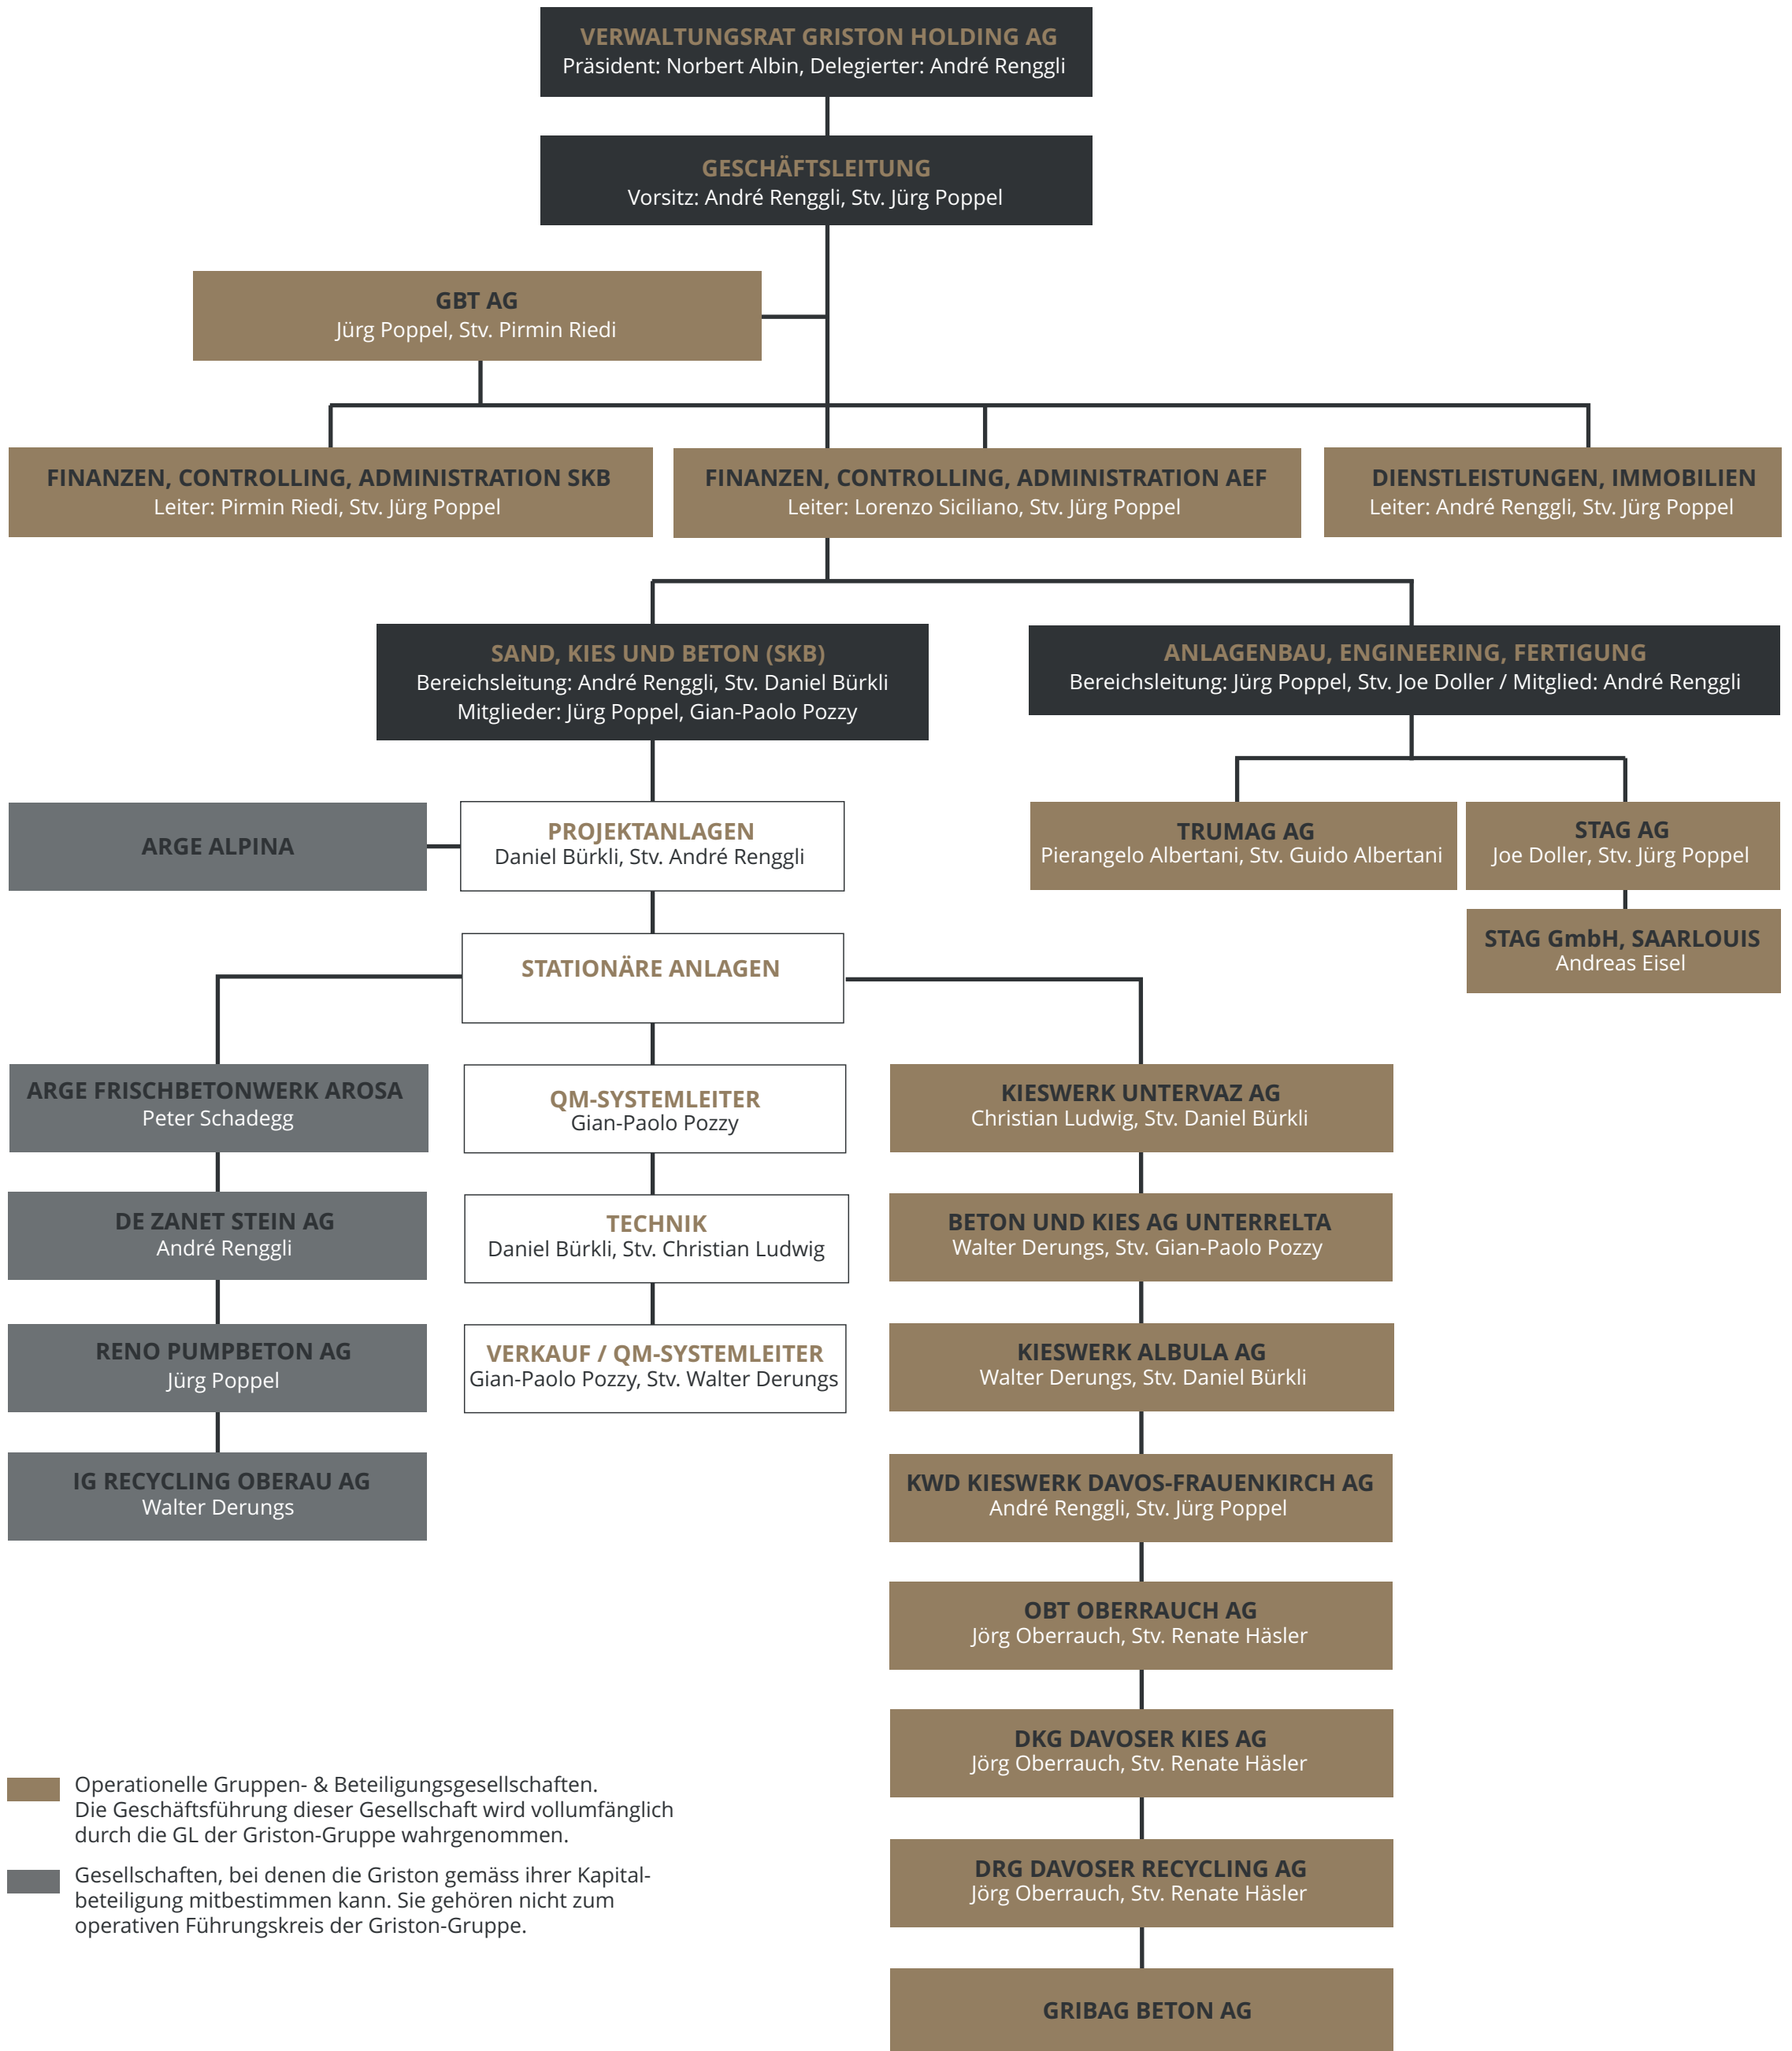 VERWALTUNGSRAT GRISTON HOLDING AG
Präsident: Norbert Albin, Delegierter: André Renggli
GESCHÄFTSLEITUNG
Vorsitz: André Renggli, Stv. Jürg Poppel
GBT AG
Jürg Poppel, Stv. Pirmin Riedi
FINANZEN, CONTROLLING, ADMINISTRATION SKB
Leiter: Pirmin Riedi, Stv. Jürg Poppel
FINANZEN, CONTROLLING, ADMINISTRATION AEF
Leiter: Lorenzo Siciliano, Stv. Jürg Poppel
DIENSTLEISTUNGEN, IMMOBILIEN
Leiter: André Renggli, Stv. Jürg Poppel
SAND, KIES UND BETON (SKB)
Bereichsleitung: André Renggli, Stv. Daniel Bürkli
Mitglieder: Jürg Poppel, Gian-Paolo Pozzy
ANLAGENBAU, ENGINEERING, FERTIGUNG
Bereichsleitung: Jürg Poppel, Stv. Joe Doller / Mitglied: André Renggli
ARGE ALPINA
PROJEKTANLAGEN
Daniel Bürkli, Stv. André Renggli
TRUMAG AG
Pierangelo Albertani, Stv. Guido Albertani
STAG AG
Joe Doller, Stv. Jürg Poppel
STAG GmbH, SAARLOUIS
Andreas Eisel
STATIONÄRE ANLAGEN
ARGE FRISCHBETONWERK AROSA
Peter Schadegg
DE ZANET STEIN AG
André Renggli
RENO PUMPBETON AG
Jürg Poppel
IG RECYCLING OBERAU AG
Walter Derungs
QM-SYSTEMLEITER
Gian-Paolo Pozzy
TECHNIK
Daniel Bürkli, Stv. Christian Ludwig
VERKAUF / QM-SYSTEMLEITER
Gian-Paolo Pozzy, Stv. Walter Derungs
KIESWERK UNTERVAZ AG
Christian Ludwig, Stv. Daniel Bürkli
BETON UND KIES AG UNTERRELTA
Walter Derungs, Stv. Gian-Paolo Pozzy
KIESWERK ALBULA AG
Walter Derungs, Stv. Daniel Bürkli
KWD KIESWERK DAVOS-FRAUENKIRCH AG
André Renggli, Stv. Jürg Poppel
OBT OBERRAUCH AG
Jörg Oberrauch, Stv. Renate Häsler
DKG DAVOSER KIES AG
Jörg Oberrauch, Stv. Renate Häsler
DRG DAVOSER RECYCLING AG
Jörg Oberrauch, Stv. Renate Häsler
GRIBAG BETON AG
Operationelle Gruppen- & Beteiligungsgesellschaften.
Die Geschäftsführung dieser Gesellschaft wird vollumfänglich
durch die GL der Griston-Gruppe wahrgenommen.
Gesellschaften, bei denen die Griston gemäss ihrer Kapital-
beteiligung mitbestimmen kann. Sie gehören nicht zum
operativen Führungskreis der Griston-Gruppe.